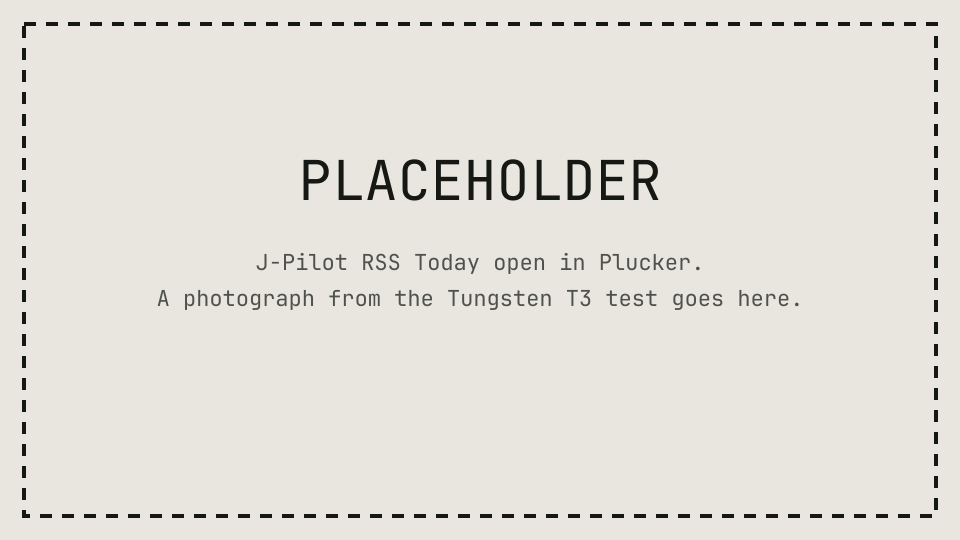 PLACEHOLDER
J-Pilot RSS Today open in Plucker.
A photograph from the Tungsten T3 test goes here.